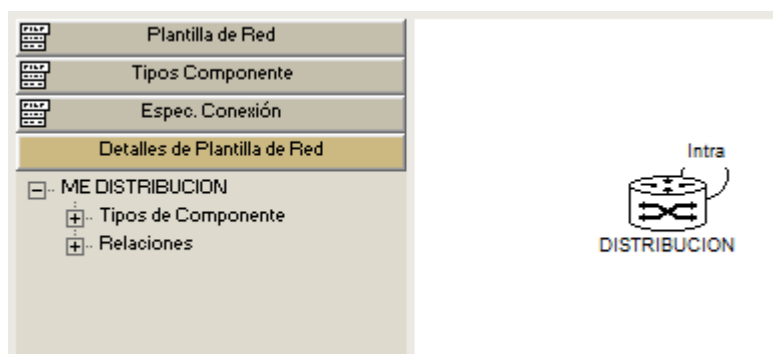 Plantilla de Red
Tipos Componente
Espec. Conexión
Detalles de Plantilla de Red
ME DISTRIBUCION
Tipos de Componente
Relaciones
Intra
DISTRIBUCION